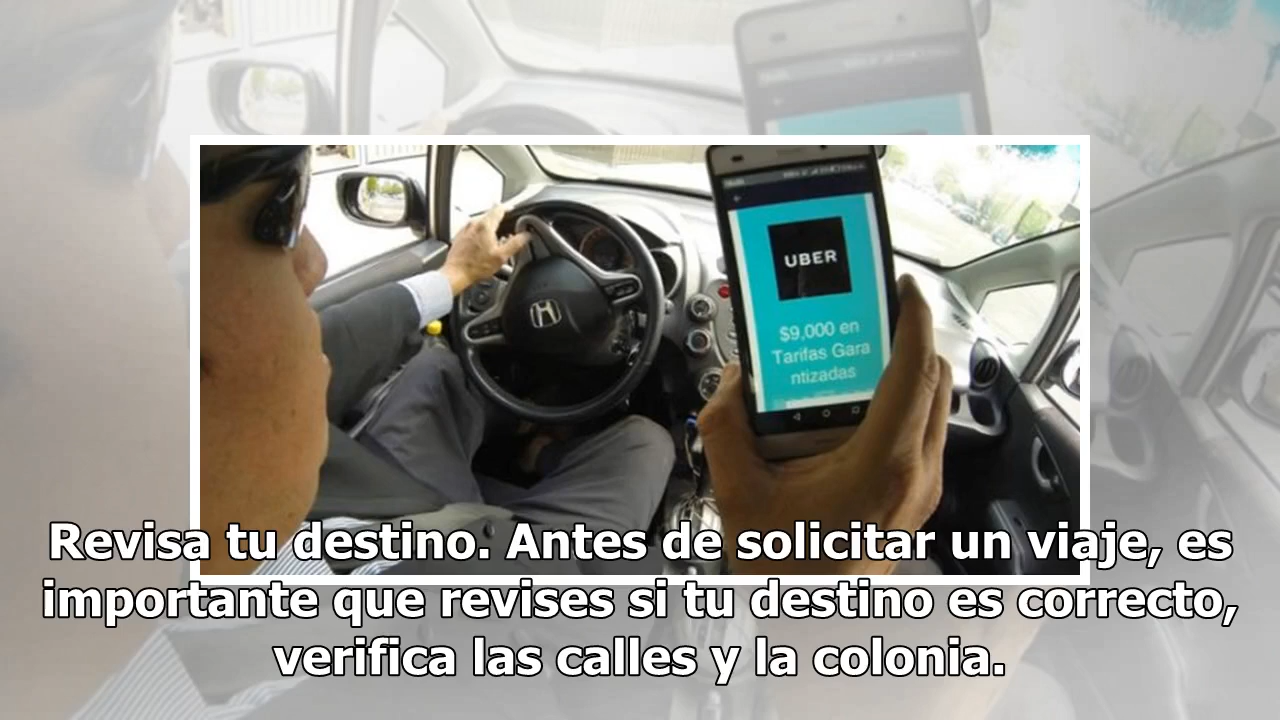 UBER
$9,000 en
Tarifas Gara
ntizadas
Revisa tu destino. Antes de solicitar un viaje, es
importante que revises si tu destino es correcto,
verifica las calles y la colonia.